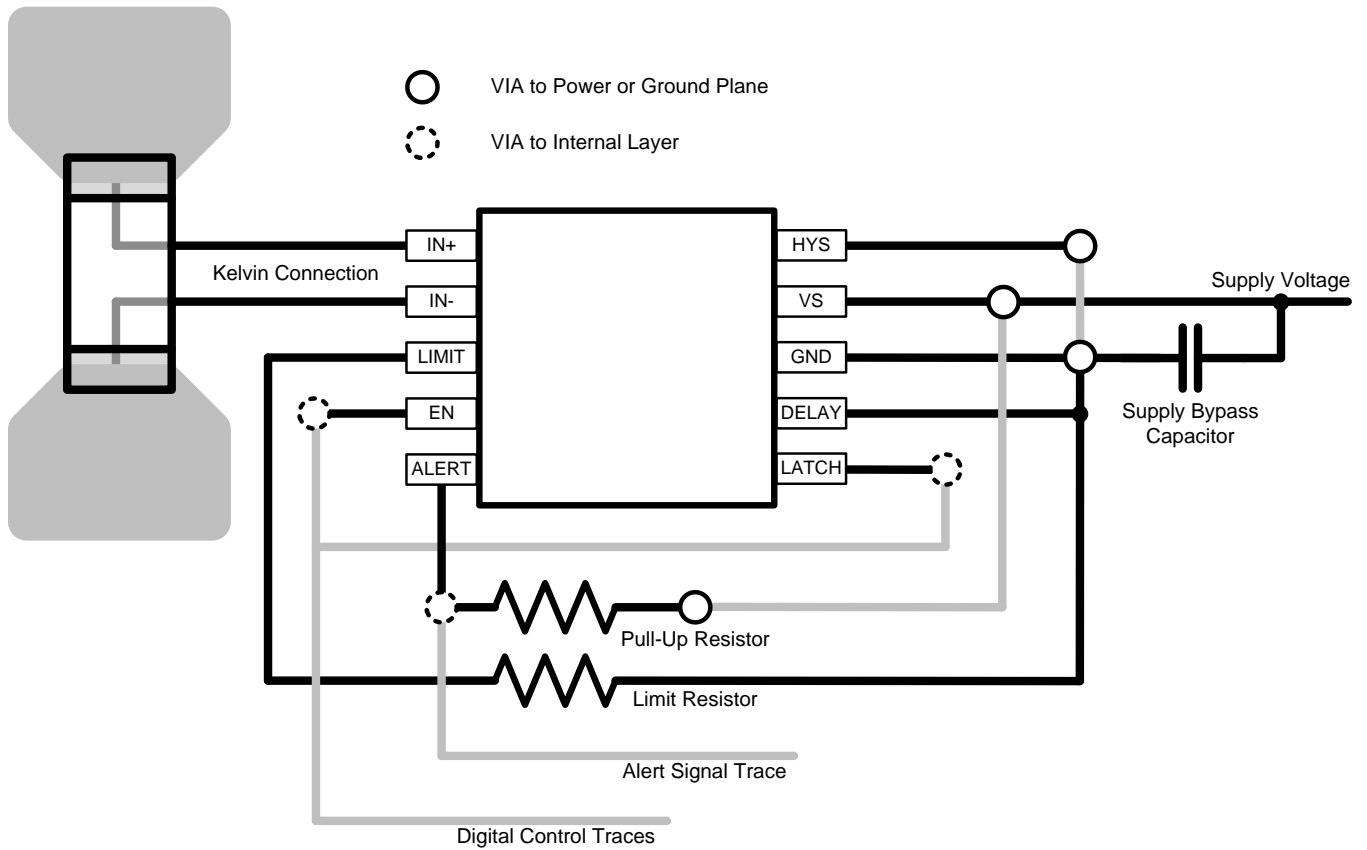 VIA to Power or Ground Plane
VIA to Internal Layer
IN+
HYS
Kelvin Connection
Supply Voltage
IN-
VS
LIMIT
GND
EN
DELAY
Supply Bypass
Capacitor
ALERT
LATCH
Pull-Up Resistor
Limit Resistor
Alert Signal Trace
Digital Control Traces